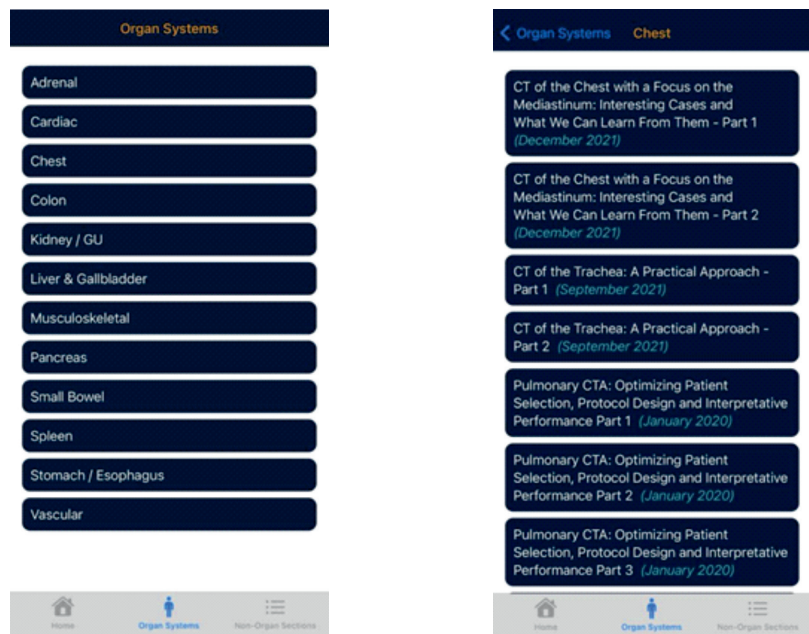 Organ Systems
Adrenal
Cardiac
Chest
Colon
Kidney / GU
Liver & Gallbladder
Musculoskeletal
Pancreas
Small Bowel
Spleen
Stomach / Esophagus
Vascular
Home
Organ Systems
Non-Organ Sections
Organ Systems
Chest
CT of the Chest with a Focus on the
Mediastinum: Interesting Cases and
What We Can Learn From Them - Part 1
(December 2021)
CT of the Chest with a Focus on the
Mediastinum: Interesting Cases and
What We Can Learn From Them - Part 2
(December 2021)
CT of the Trachea: A Practical Approach -
Part 1 (September 2021)
CT of the Trachea: A Practical Approach -
Part 2 (September 2021)
Pulmonary CTA: Optimizing Patient
Selection, Protocol Design and Interpretative
Performance Part 1 (January 2020)
Pulmonary CTA: Optimizing Patient
Selection, Protocol Design and Interpretative
Performance Part 2 (January 2020)
Pulmonary CTA: Optimizing Patient
Selection, Protocol Design and Interpretative
Performance Part 3 (January 2020)
Home
Organ Systems
Non-Organ Sections